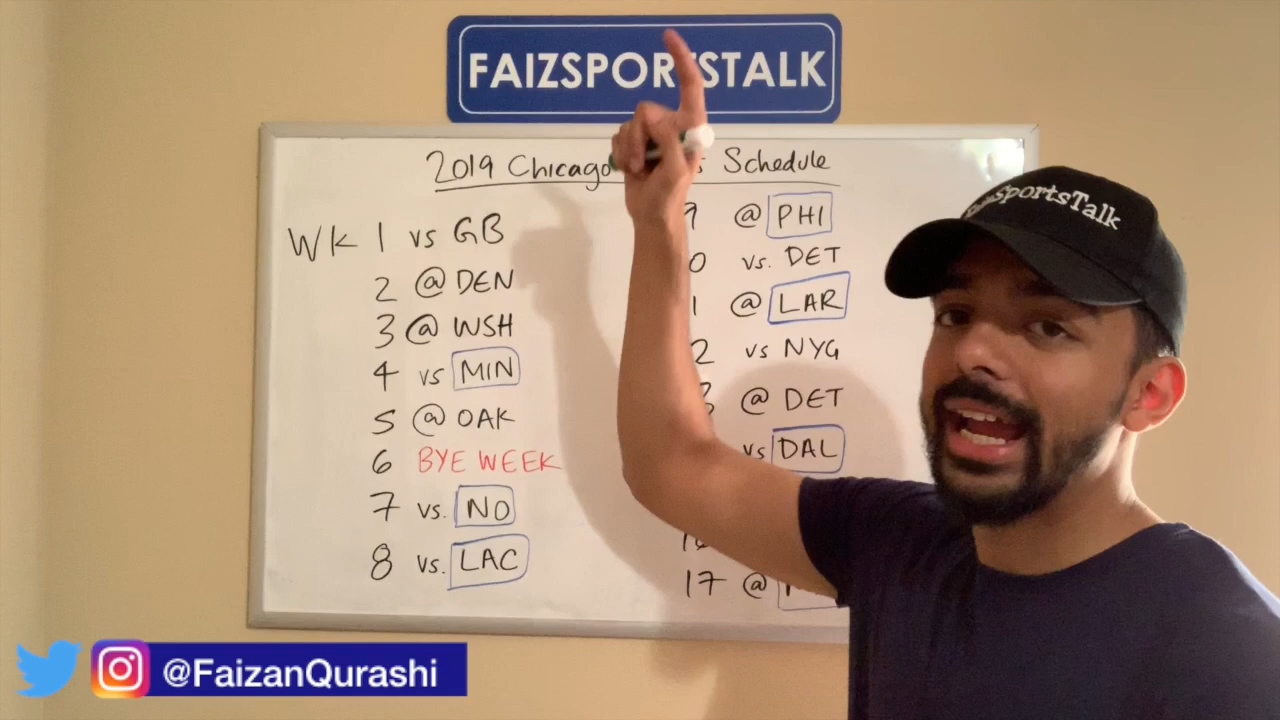 FAIZSPORTSTALK
2019 Chicago Schedule
WK 1 vs GB
2 @ DEN
3 @ WSH
4 vs MIN
5 @ OAK
6 BYE WEEK
7 vs. NO
8 vs. LAC
9 @ PHI
vs. DET
@ LAR
vs NYG
@ DET
vs DAL
17 @
SportsTalk
@FaizanQurashi